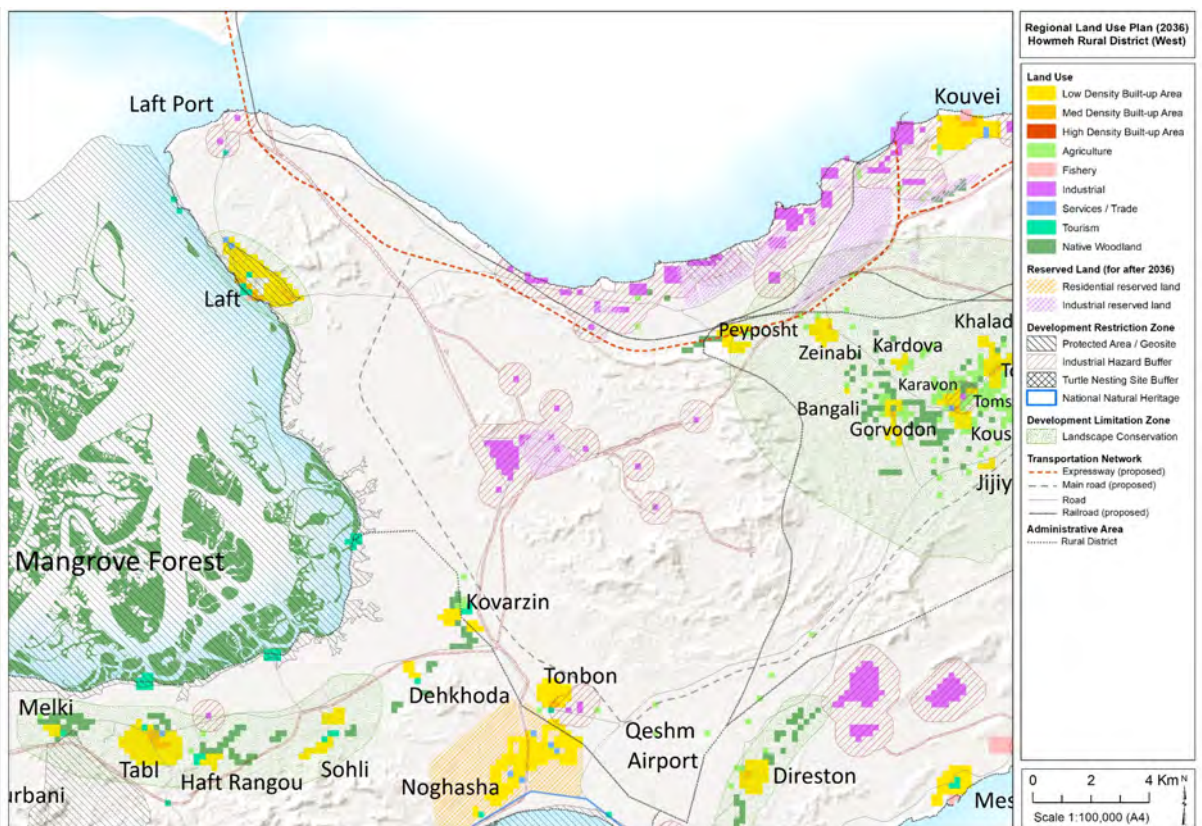 Regional Land Use Plan (2036)
Howmeh Rural District (West)
Land Use
Low Density Built-up Area
Med Density Built-up Area
High Density Built-up Area
Agriculture
Fishery
Industrial
Services / Trade
Tourism
Native Woodland
Reserved Land (for after 2036)
Residential reserved land
Industrial reserved land
Development Restriction Zone
Protected Area / Geosite
Industrial Hazard Buffer
Turtle Nesting Site Buffer
National Natural Heritage
Development Limitation Zone
Landscape Conservation
Transportation Network
Expressway (proposed)
Main road (proposed)
Road
Railroad (proposed)
Administrative Area
Rural District
0 2 4 Km
N
Scale 1:100,000 (A4)
Laft Port
Kouvei
Laft
Peyposht
Zeinabi
Khalad
Kardova
To
Karavon
Bangali
Toms
Gorvodon
Kous
Jijiy
Mangrove Forest
Kovarzin
Dehkhoda
Tonbon
Melki
Qeshm
Airport
Tabl
Haft Rangou
Sohli
Noghasha
Direston
urbani
Mes